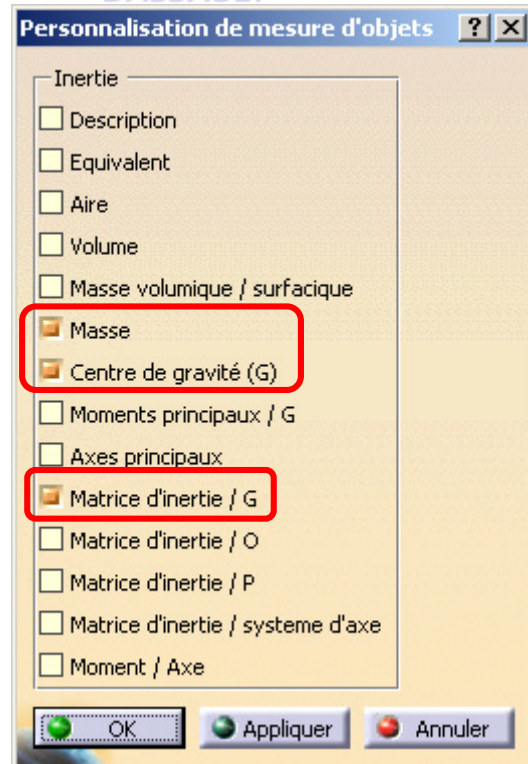 Personnalisation de mesure d'objets
Inertie
Description
Equivalent
Aire
Volume
Masse volumique / surfacique
Masse
Centre de gravité (G)
Moments principaux / G
Axes principaux
Matrice d'inertie / G
Matrice d'inertie / O
Matrice d'inertie / P
Matrice d'inertie / systeme d'axe
Moment / Axe
OK Appliquer Annuler